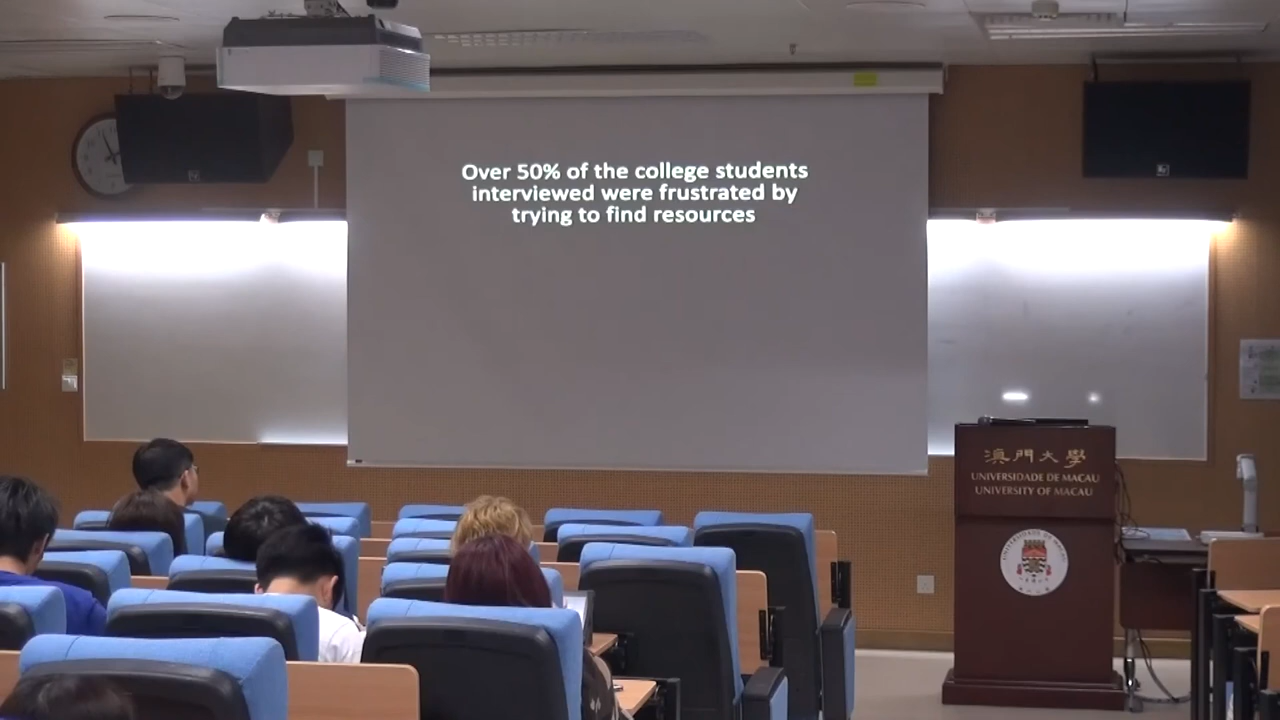 Over 50% of the college students
interviewed were frustrated by
trying to find resources
澳門大學
UNIVERSIDADE DE MACAU
UNIVERSITY OF MACAU